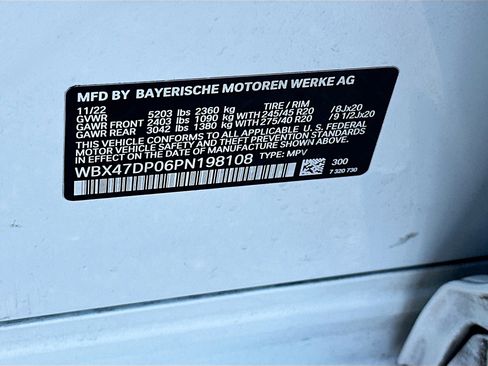 MFD BY BAYERISCHE MOTOREN WERKE AG
11/22
GVWR 5203 lbs 2360 kg TIRE / RIM
GAWR FRONT 2403 lbs 1090 kg WITH 245/45 R20 /8Jx20
GAWR REAR 3042 lbs 1380 kg WITH 275/40 R20 /9 1/2Jx20
THIS VEHICLE CONFORMS TO ALL APPLICABLE FEDERAL MOTOR
VEHICLE SAFETY, BUMPER, AND THEFT PREVENTION
STANDARDS IN EFFECT ON THE DATE OF MANUFACTURE SHOWN ABOVE.
WBX47DP06PN198108 TYPE: MPV
300
7 320 730